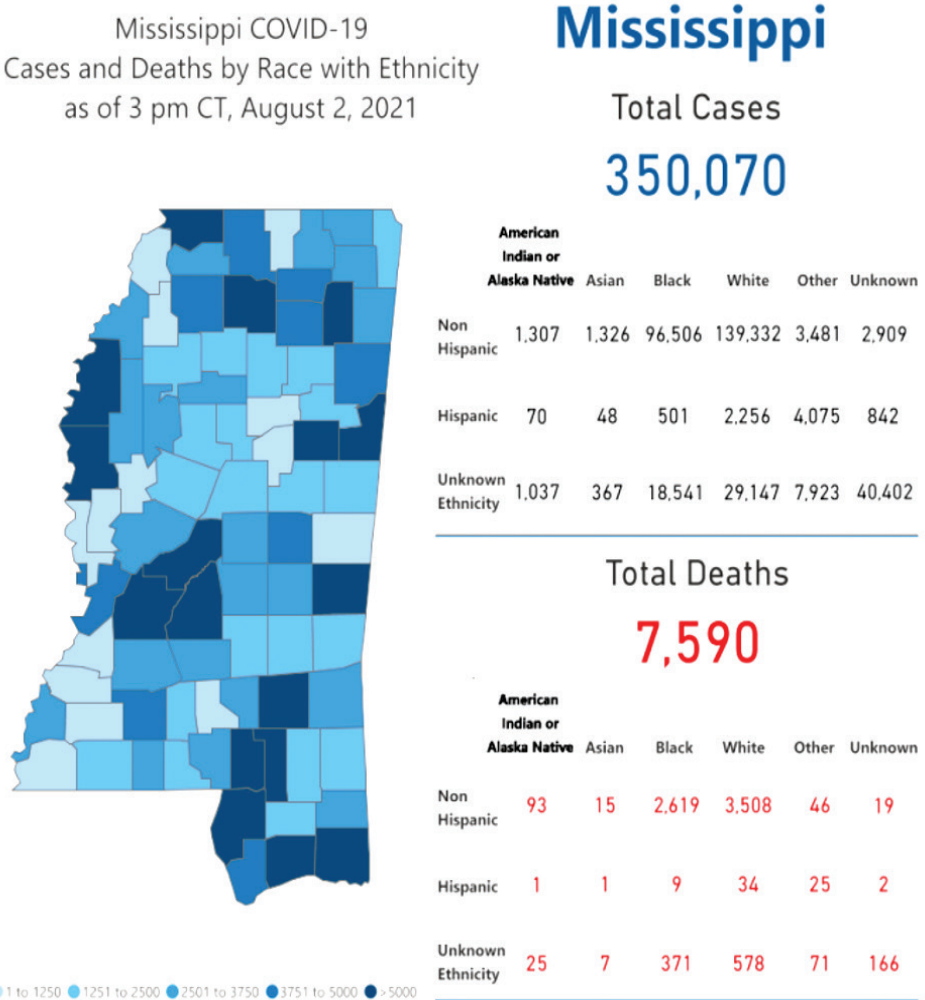 Mississippi COVID-19
Cases and Deaths by Race with Ethnicity
as of 3 pm CT, August 2, 2021
1 to 1250 1251 to 2500 2501 to 3750 3751 to 5000 >5000
Mississippi
Total Cases
350,070
American
Indian or
Alaska Native Asian Black White Other Unknown
Non
Hispanic 1,307 1,326 96,506 139,332 3,481 2,909
Hispanic 70 48 501 2,256 4,075 842
Unknown
Ethnicity 1,037 367 18,541 29,147 7,923 40,402
Total Deaths
7,590
American
Indian or
Alaska Native Asian Black White Other Unknown
Non
Hispanic 93 15 2,619 3,508 46 19
Hispanic 1 1 9 34 25 2
Unknown
Ethnicity 25 7 371 578 71 166